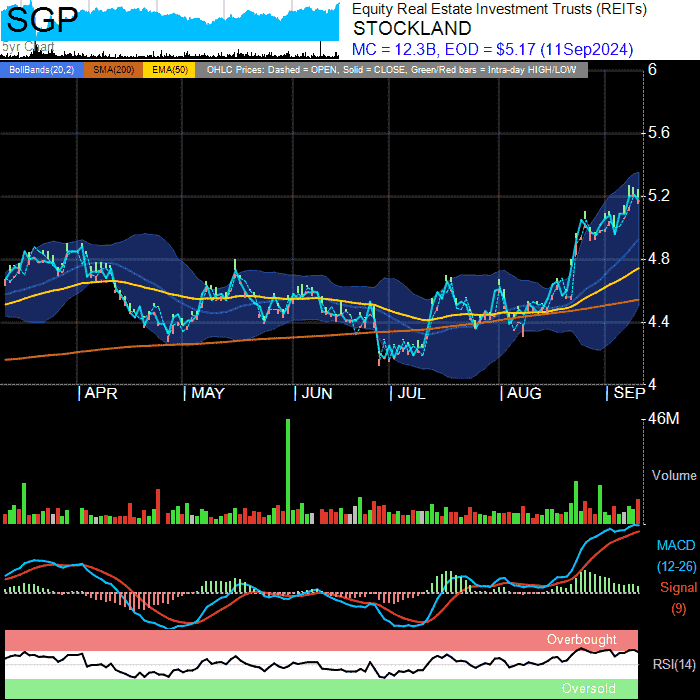 SGP
5yr Chart
Equity Real Estate Investment Trusts (REITs)
STOCKLAND
MC = 12.3B, EOD = $5.17 (11Sep2024)
BollBands(20,2) SMA(200) EMA(50) OHLC Prices: Dashed = OPEN, Solid = CLOSE, Green/Red bars = Intra-day HIGH/LOW
6
5.6
5.2
4.8
4.4
4
APR MAY JUN JUL AUG SEP
46M
Volume
MACD
(12-26)
Signal
(9)
Overbought
RSI(14)
Oversold